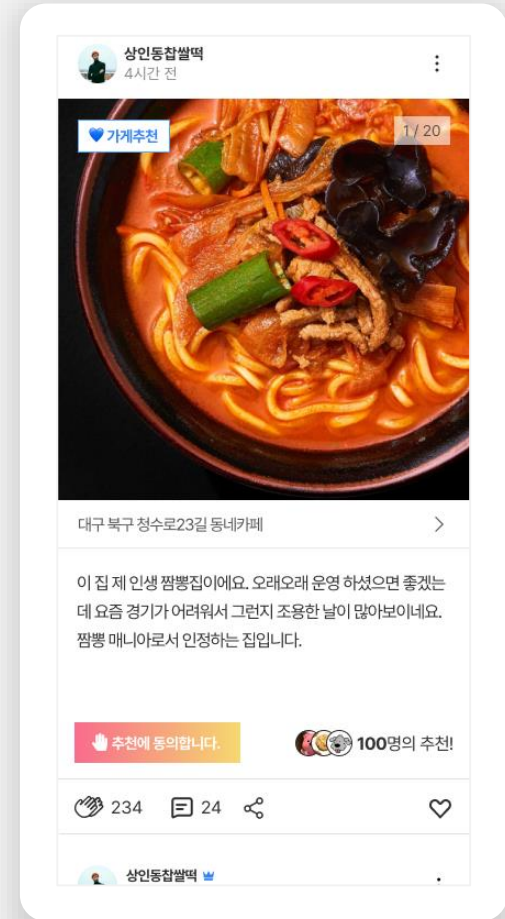 상인동찹쌀떡
4시간 전
가게추천
1 / 20
대구 북구 청수로23길 동네카페
이 집 제 인생 짬뽕집이에요. 오래오래 운영 하셨으면 좋겠는
데 요즘 경기가 어려워서 그런지 조용한 날이 많아보이네요.
짬뽕 매니아로서 인정하는 집입니다.
추천에 동의합니다.
100명의 추천!
234
24
상인동찹쌀떡